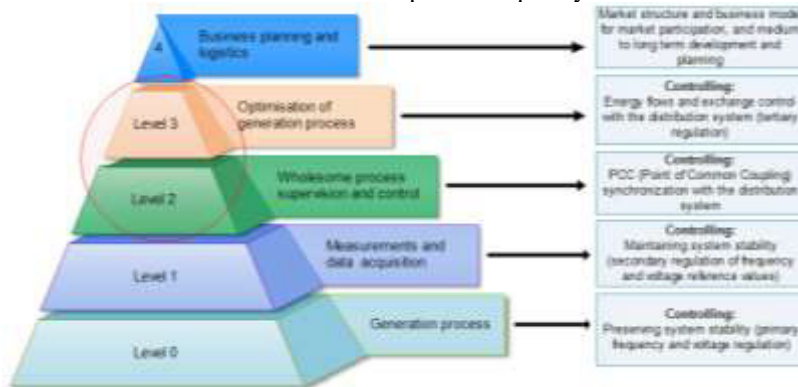 4
Business planning and
logistics
Market structure and business model
for market participation, and medium
to long term development and
planning
Level 3
Optimisation of
generation process
Controlling:
Energy flows and exchange control
with the distribution system (tertiary
regulation)
Level 2
Wholesome process
supervision and control
Controlling:
PCC (Point of Common Coupling)
synchronization with the distribution
system
Level 1
Measurements and
data acquisition
Controlling:
Maintaining system stability
(secondary regulation of frequency
and voltage reference values)
Level 0
Generation process
Controlling:
Preserving system stability (primary
frequency and voltage regulation)